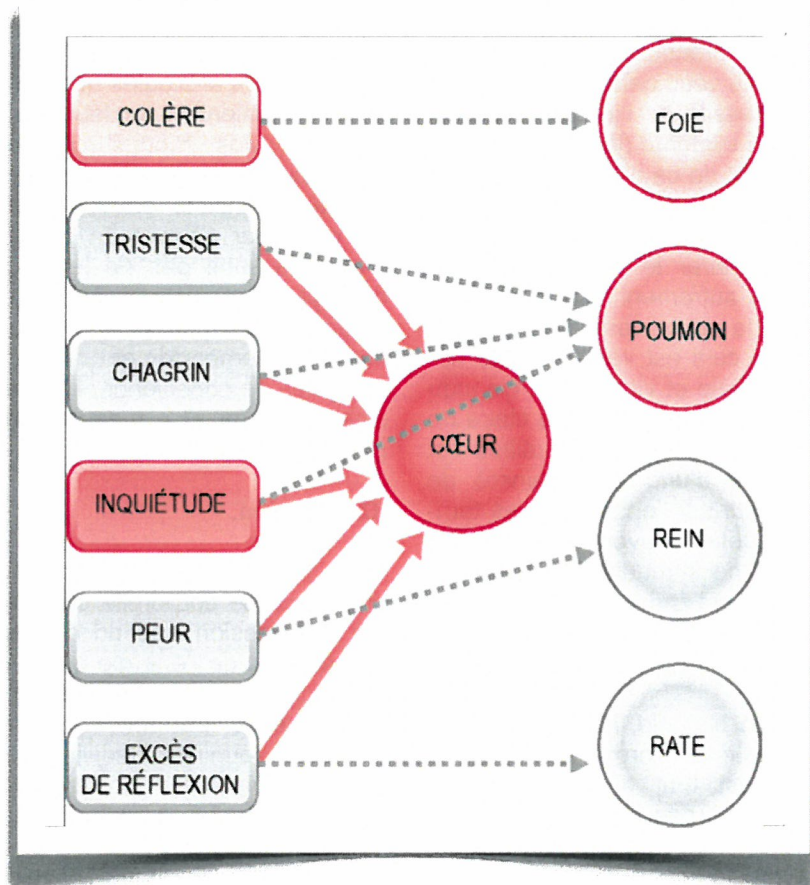 COLÈRE
FOIE
TRISTESSE
POUMON
CHAGRIN
CŒUR
INQUIÉTUDE
REIN
PEUR
RATE
EXCÈS
DE RÉFLEXION